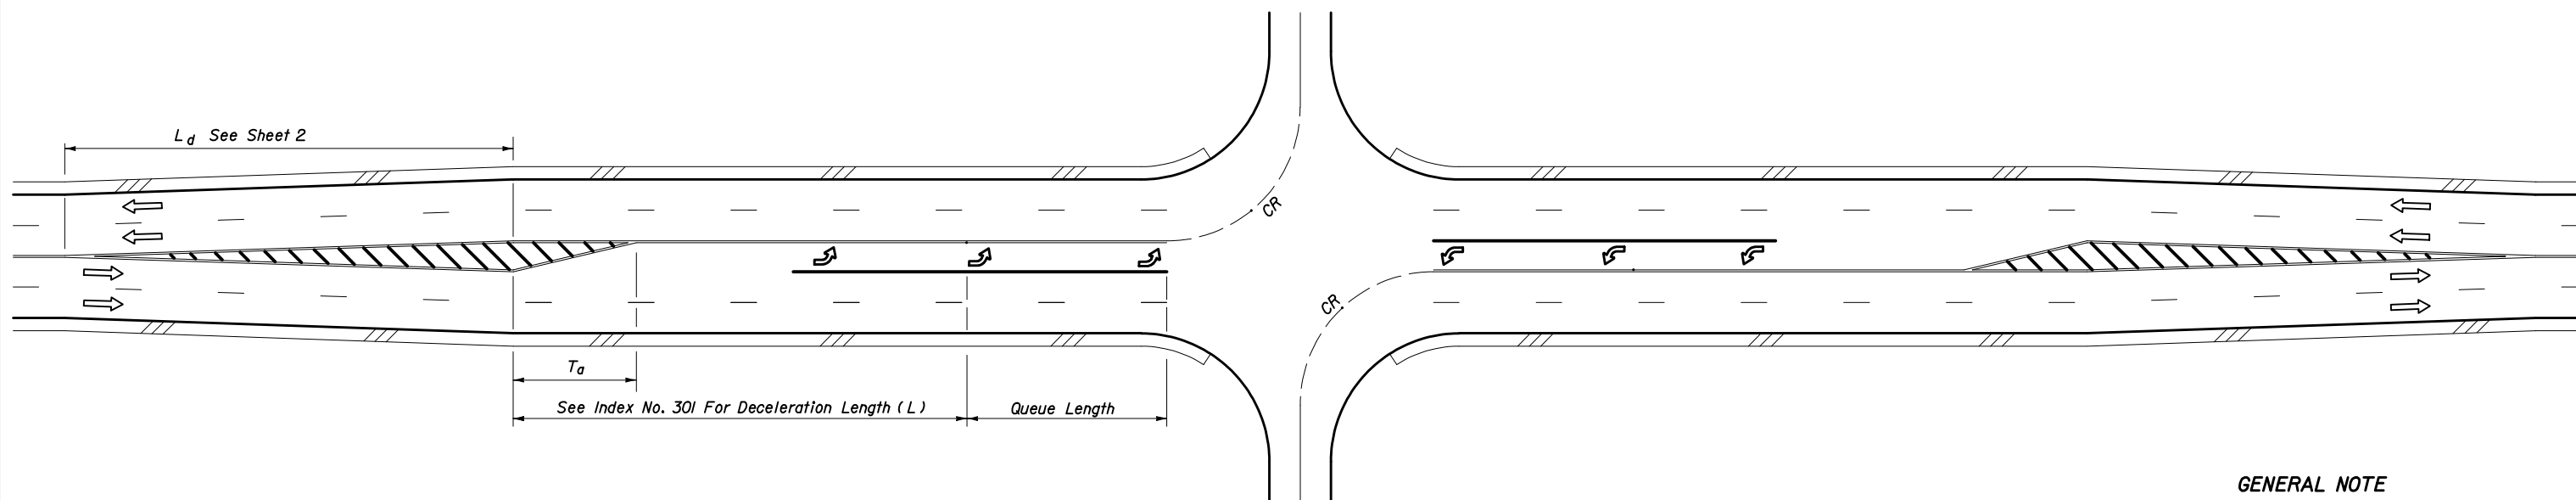 Ld See Sheet 2
CR
CR
Ta
See Index No. 301 For Deceleration Length (L)
Queue Length
GENERAL NOTE